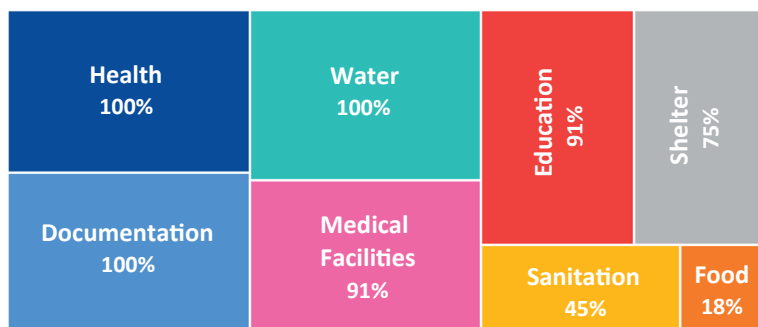 Health
100%
Documentation
100%
Water
100%
Medical
Facilities
91%
Education
91%
Shelter
75%
Sanitation
45%
Food
18%